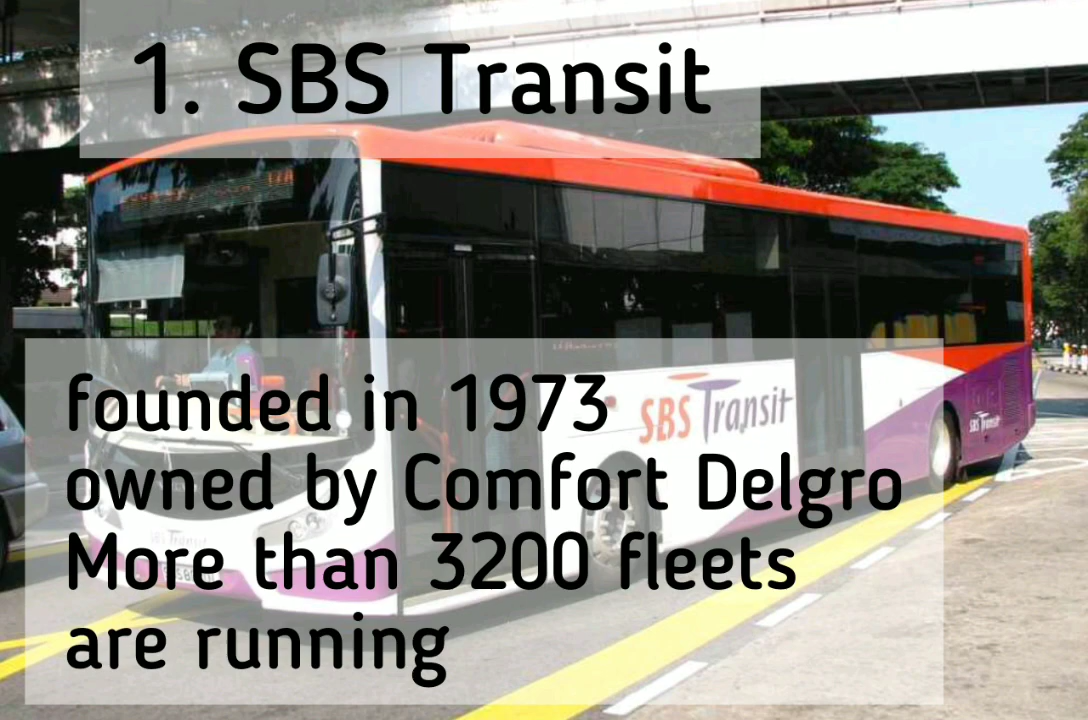 1. SBS Transit
founded in 1973
owned by Comfort Delgro
More than 3200 fleets
are running
SBS Transit
SBS Transit